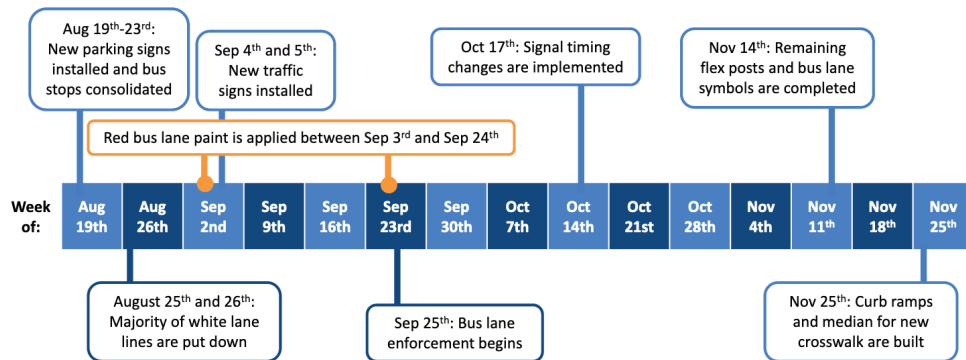 Aug 19th-23rd:
New parking signs
installed and bus
stops consolidated
Sep 4th and 5th:
New traffic
signs installed
Oct 17th: Signal timing
changes are implemented
Nov 14th: Remaining
flex posts and bus lane
symbols are completed
Red bus lane paint is applied between Sep 3rd and Sep 24th
Week
of:
Aug
19th
Aug
26th
Sep
2nd
Sep
9th
Sep
16th
Sep
23rd
Sep
30th
Oct
7th
Oct
14th
Oct
21st
Oct
28th
Nov
4th
Nov
11th
Nov
18th
Nov
25th
August 25th and 26th:
Majority of white lane
lines are put down
Sep 25th: Bus lane
enforcement begins
Nov 25th: Curb ramps
and median for new
crosswalk are built